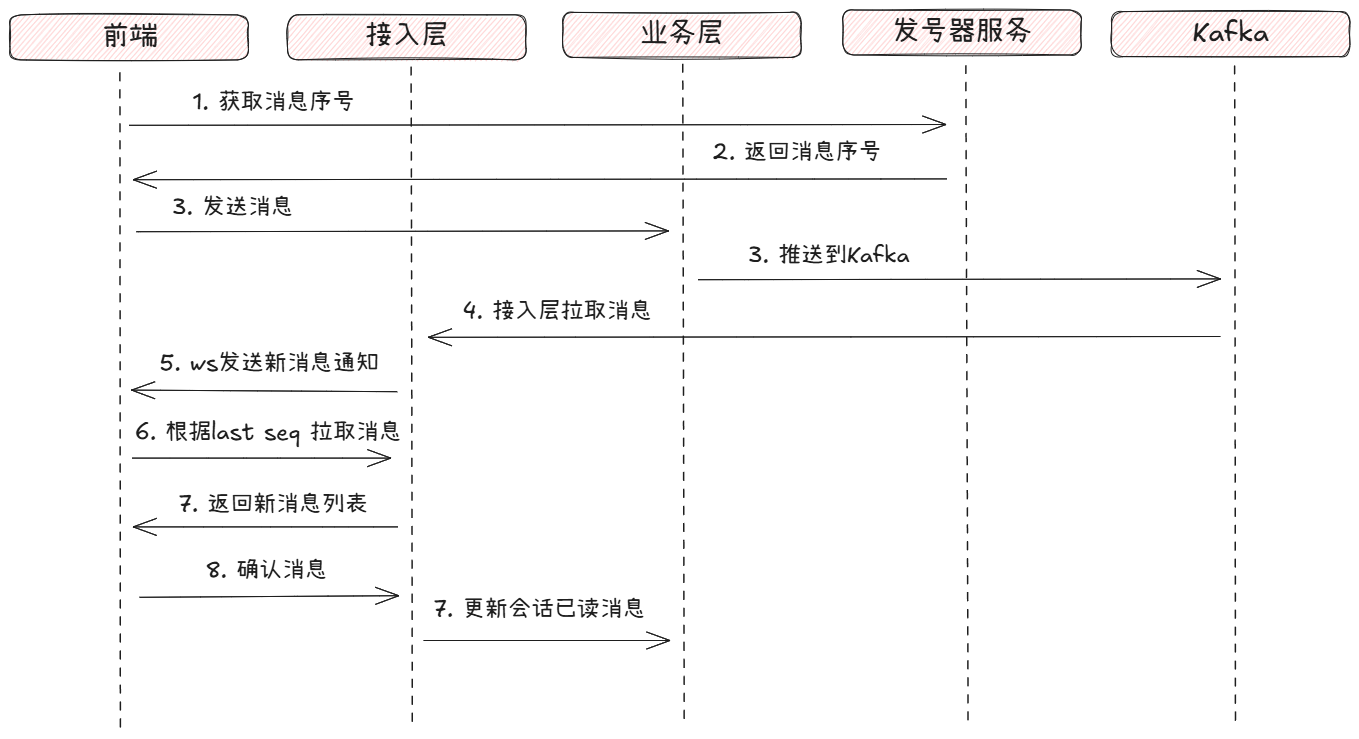 前端
接入层
业务层
发号器服务
Kafka
1. 获取消息序号
2. 返回消息序号
3. 发送消息
3. 推送到Kafka
4. 接入层拉取消息
5. ws发送新消息通知
6. 根据last seq 拉取消息
7. 返回新消息列表
8. 确认消息
7. 更新会话已读消息